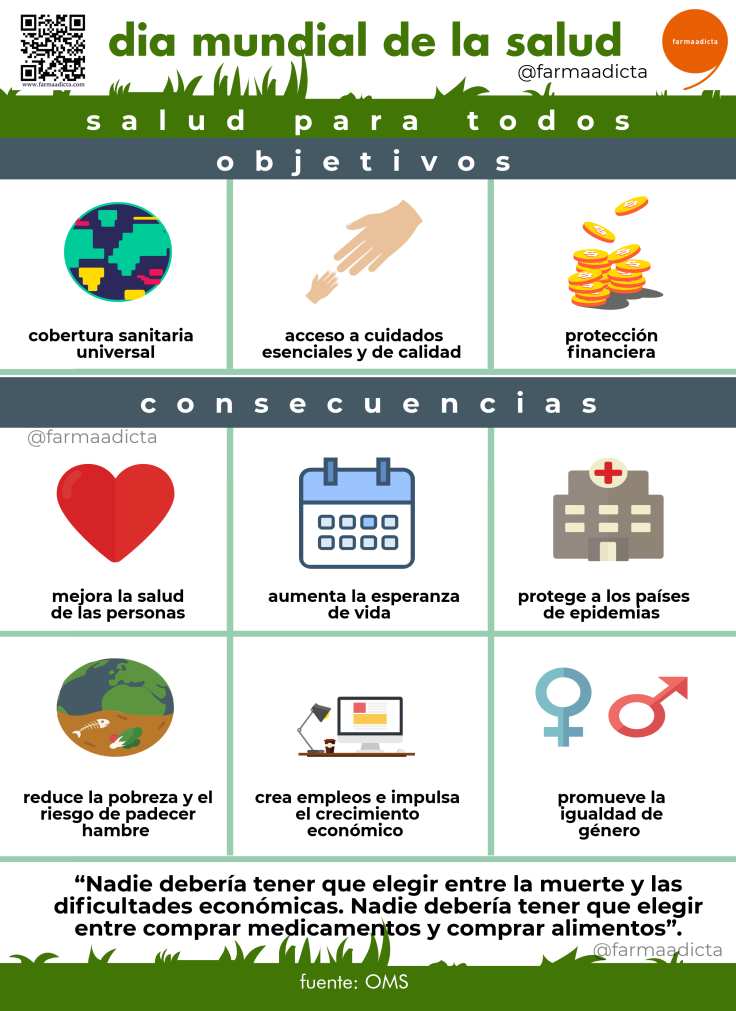 dia mundial de la salud
farmaadicta
www.farmaadicta.com
@farmaadicta
salud para todos
objetivos
cobertura sanitaria
universal
acceso a cuidados
esenciales y de calidad
protección
financiera
consecuencias
@farmaadicta
mejora la salud
de las personas
aumenta la esperanza
de vida
protege a los países
de epidemias
reduce la pobreza y el
riesgo de padecer
hambre
crea empleos e impulsa
el crecimiento
económico
promueve la
igualdad de
género
“Nadie debería tener que elegir entre la muerte y las
dificultades económicas. Nadie debería tener que elegir
entre comprar medicamentos y comprar alimentos”.
@farmaadicta
fuente: OMS